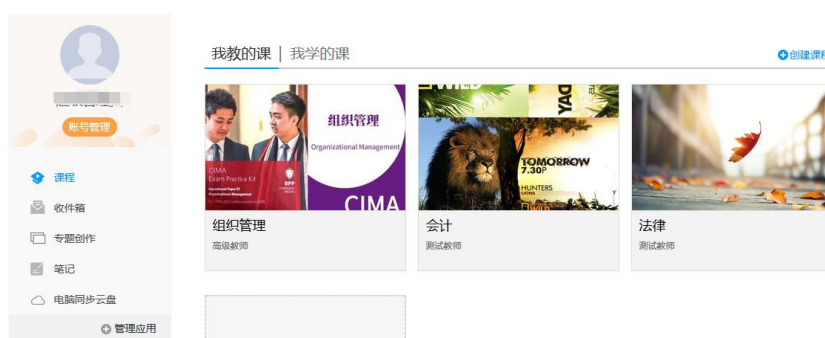 我教的课 | 我学的课
创建课程
账号管理
课程
收件箱
专题创作
笔记
电脑同步云盘
管理应用
组织管理
Organizational Management
CIMA
Exam Practice Kit
BPP
CIMA
组织管理
高级教师
WILD
YAD
TOMORROW
7.30P
HUNTERS
LIONS
会计
测试教师
法律
测试教师